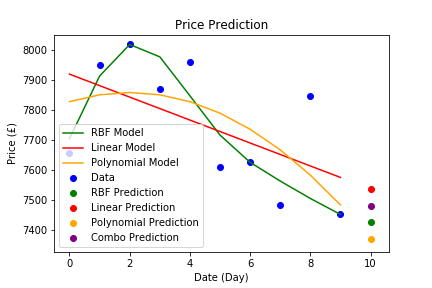 Price Prediction
Price (£)
8000
7900
7800
7700
7600
7500
7400
RBF Model
Linear Model
Polynomial Model
Data
RBF Prediction
Linear Prediction
Polynomial Prediction
Combo Prediction
0 2 4 6 8 10
Date (Day)